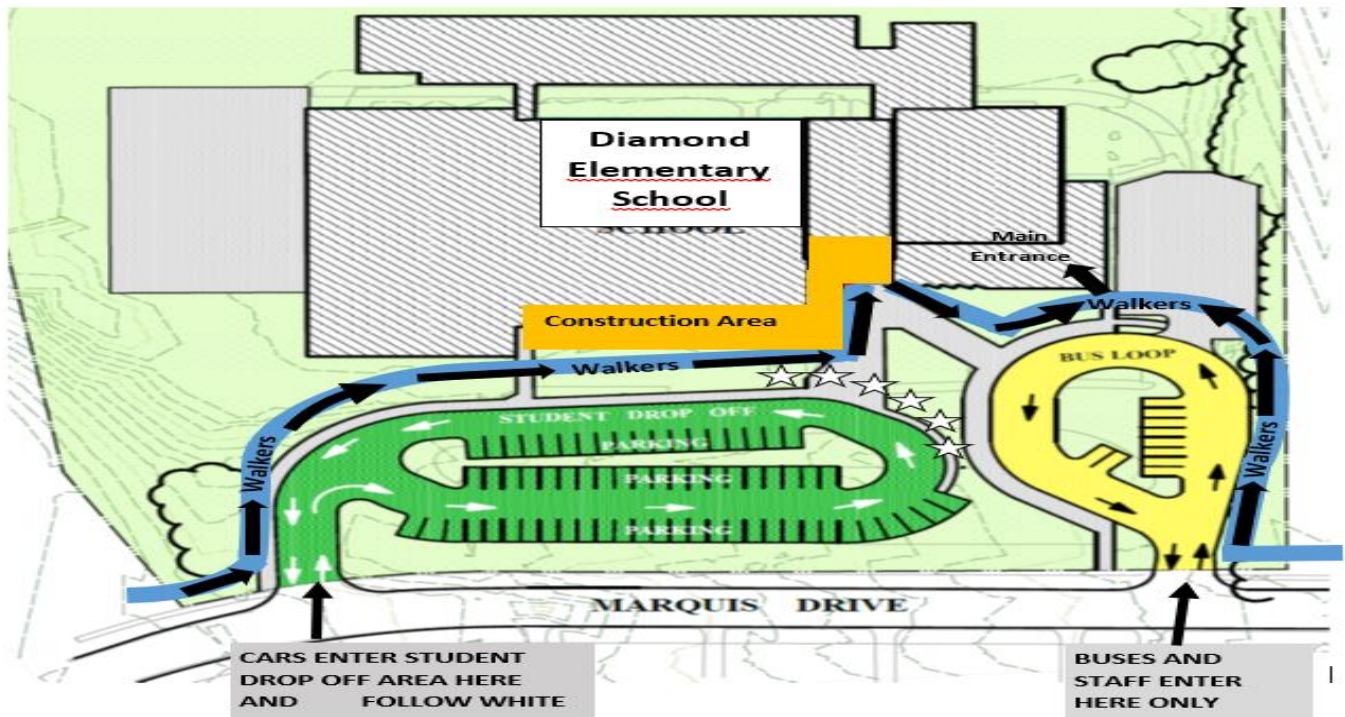 Diamond
Elementary
School
SCHOOL
Main
Entrance
Walkers
Construction Area
Walkers
BUS LOOP
STUDENT DROP OFF
PARKING
Walkers
PARKING
Walkers
PARKING
MARQUIS DRIVE
CARS ENTER STUDENT
DROP OFF AREA HERE
AND FOLLOW WHITE
BUSES AND
STAFF ENTER
HERE ONLY